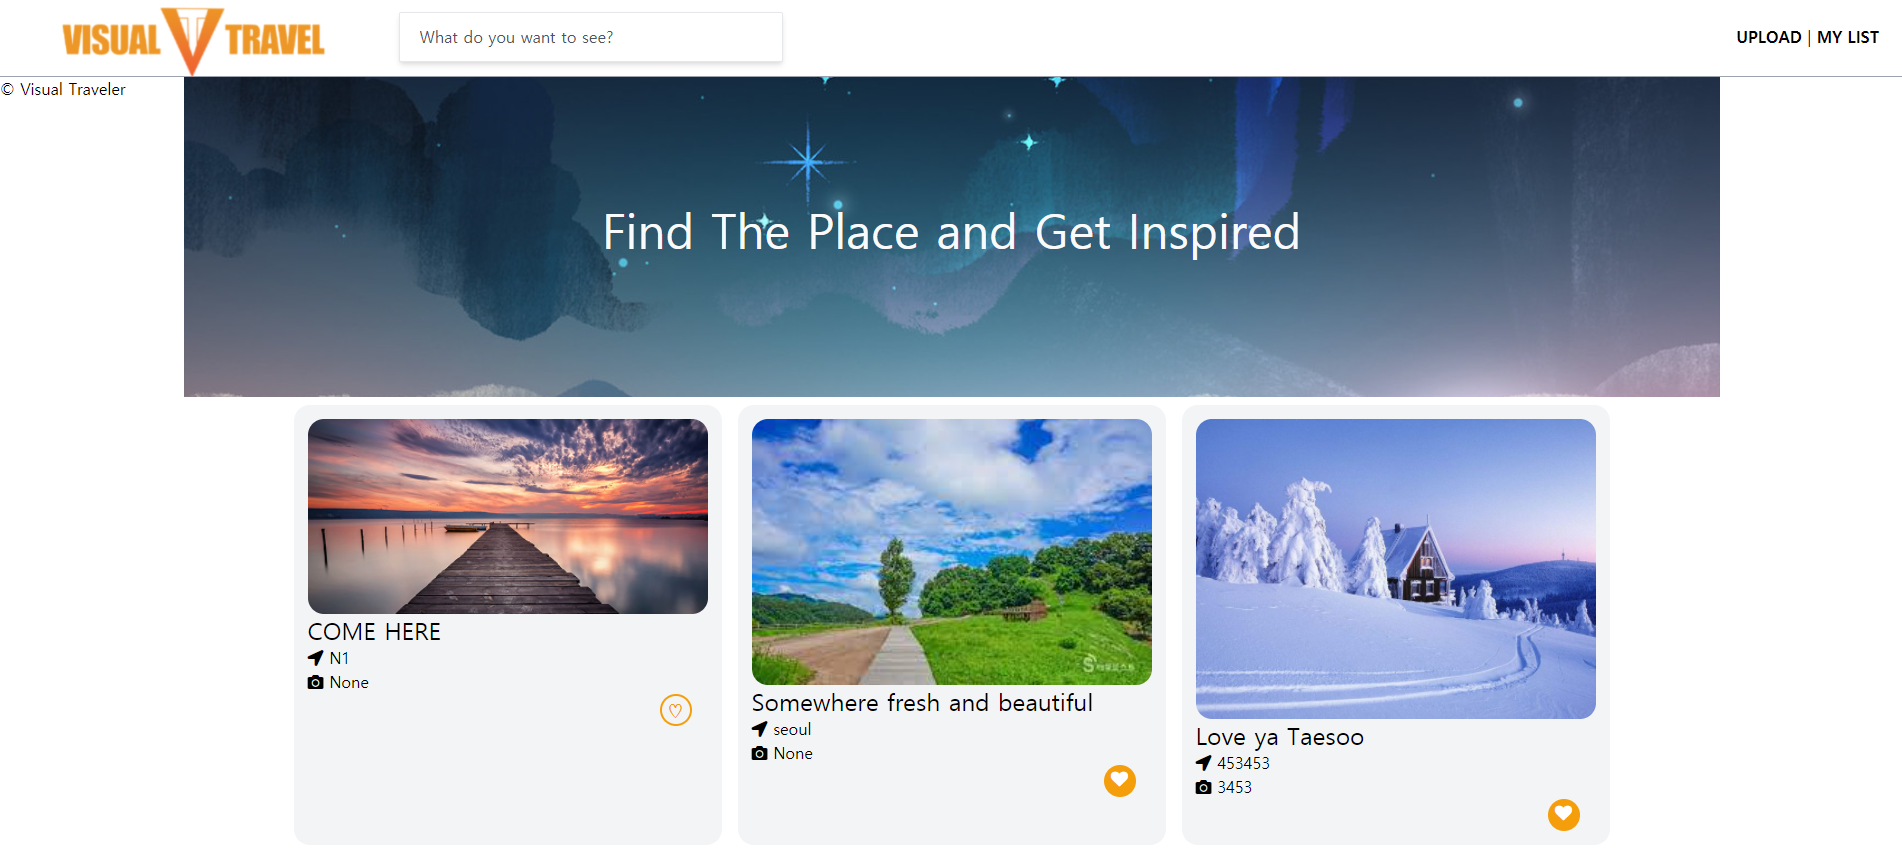 VISUAL TRAVEL
What do you want to see?
UPLOAD | MY LIST
© Visual Traveler
Find The Place and Get Inspired
COME HERE
N1
None
Somewhere fresh and beautiful
seoul
None
Love ya Taesoo
453453
3453